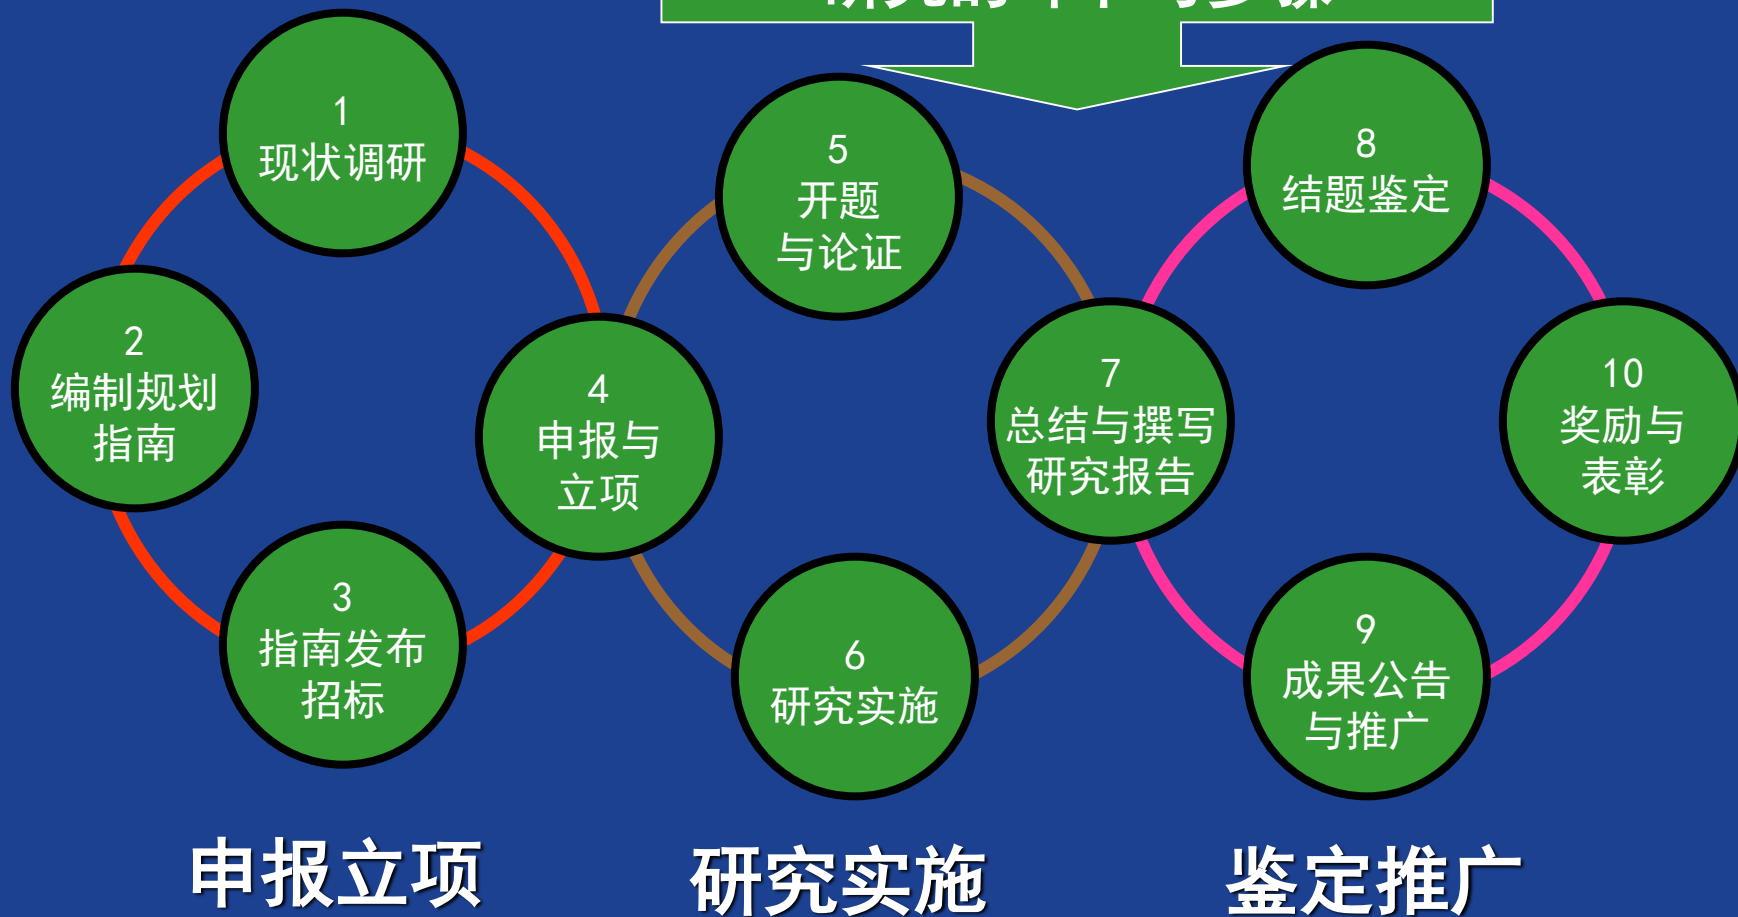 1
现状调研
2
编制规划
指南
3
指南发布
招标
4
申报与
立项
5
开题
与论证
6
研究实施
7
总结与撰写
研究报告
8
结题鉴定
9
成果公告
与推广
10
奖励与
表彰
申报立项
研究实施
鉴定推广